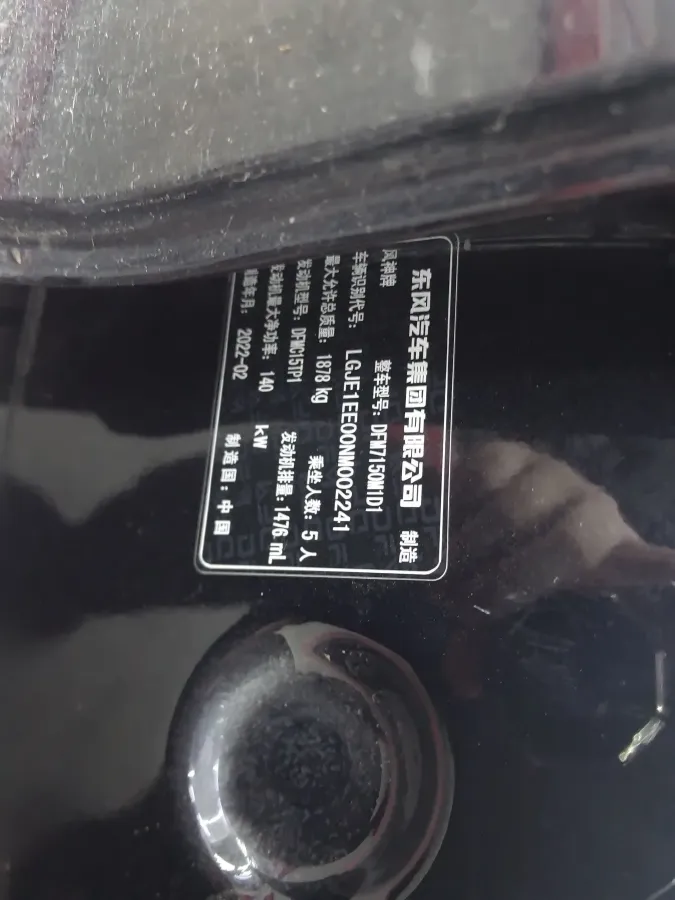 东风汽车集团有限公司 制造
风神牌 整车型号：DFM7150M1D1
车辆识别代号：LGJE1EE00NM002241
最大允许总质量：1878 kg 乘坐人数：5 人
发动机型号：DFMC15TP1 发动机排量：1476 mL
发动机最大净功率：140 kW
制造年月：2022-02 制造国：中国